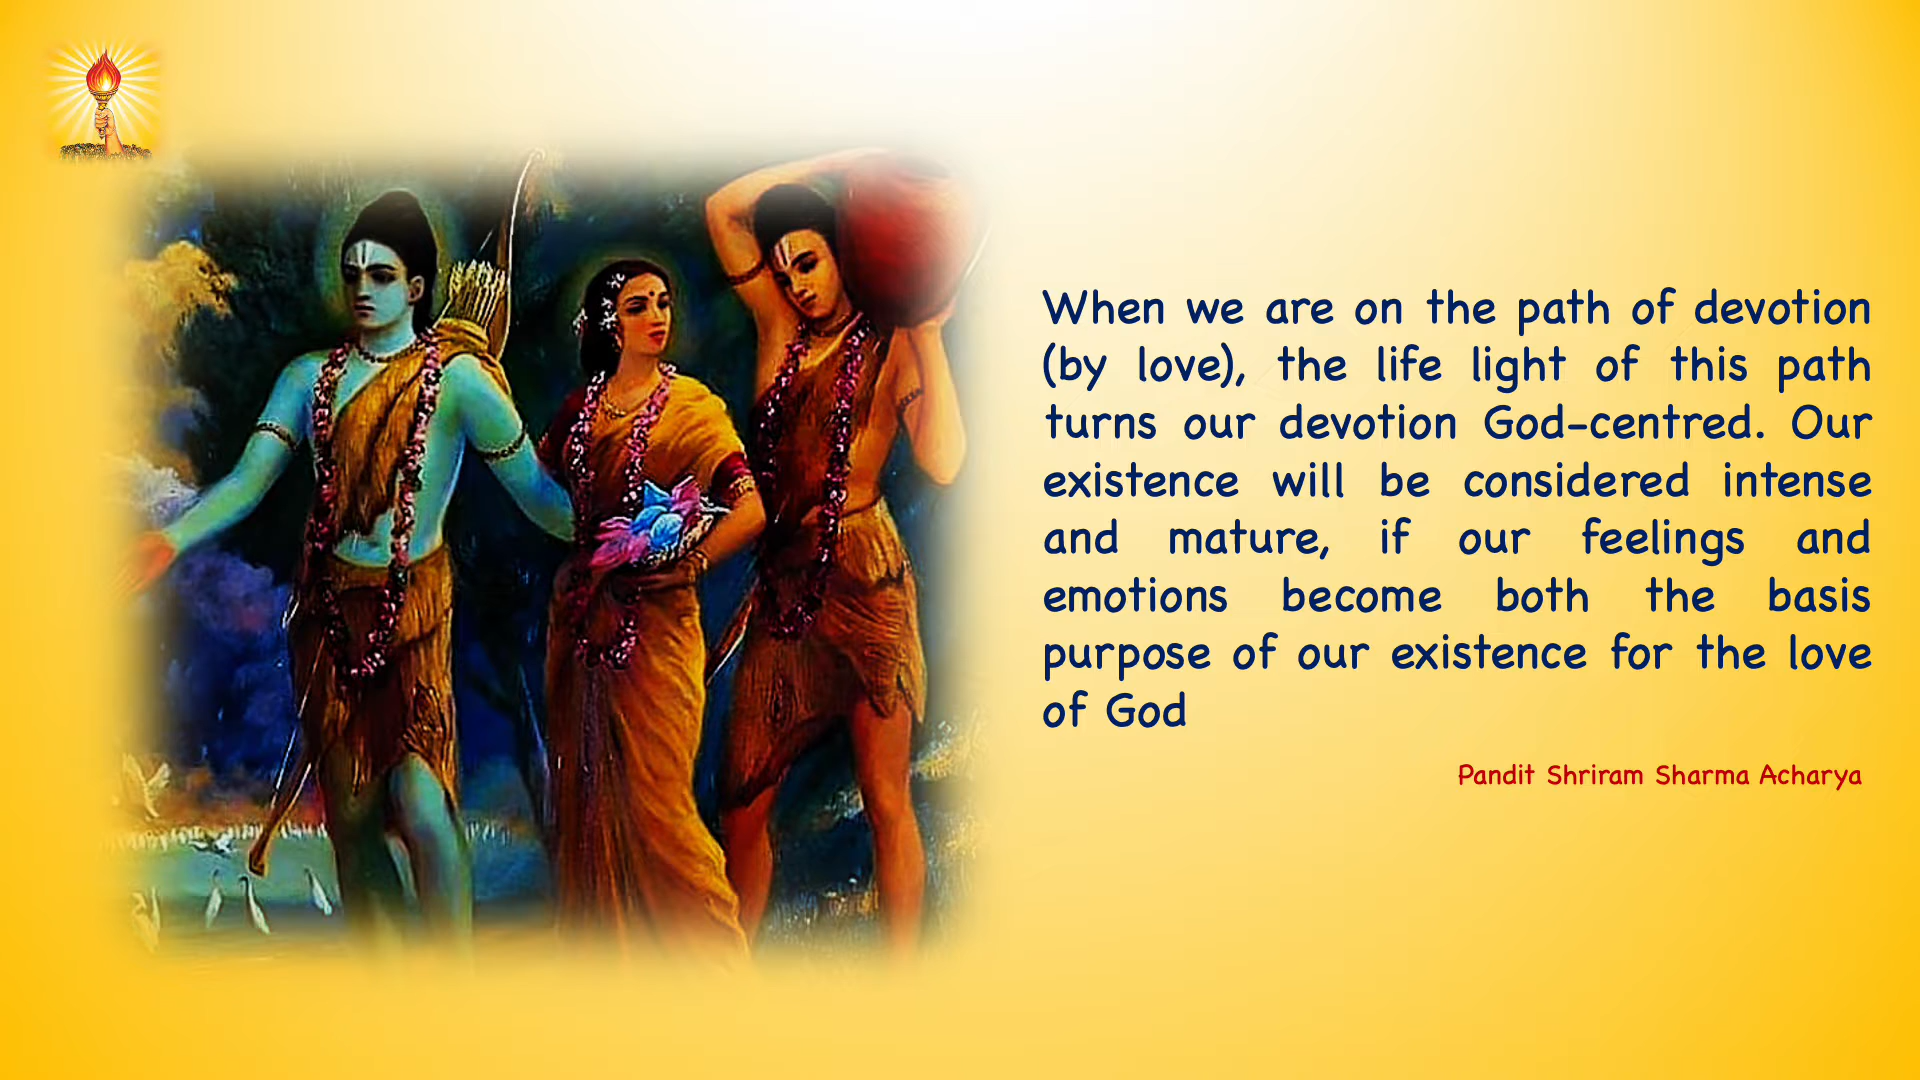 When we are on the path of devotion
(by love), the life light of this path
turns our devotion God-centred. Our
existence will be considered intense
and mature, if our feelings and
emotions become both the basis
purpose of our existence for the love
of God
Pandit Shriram Sharma Acharya